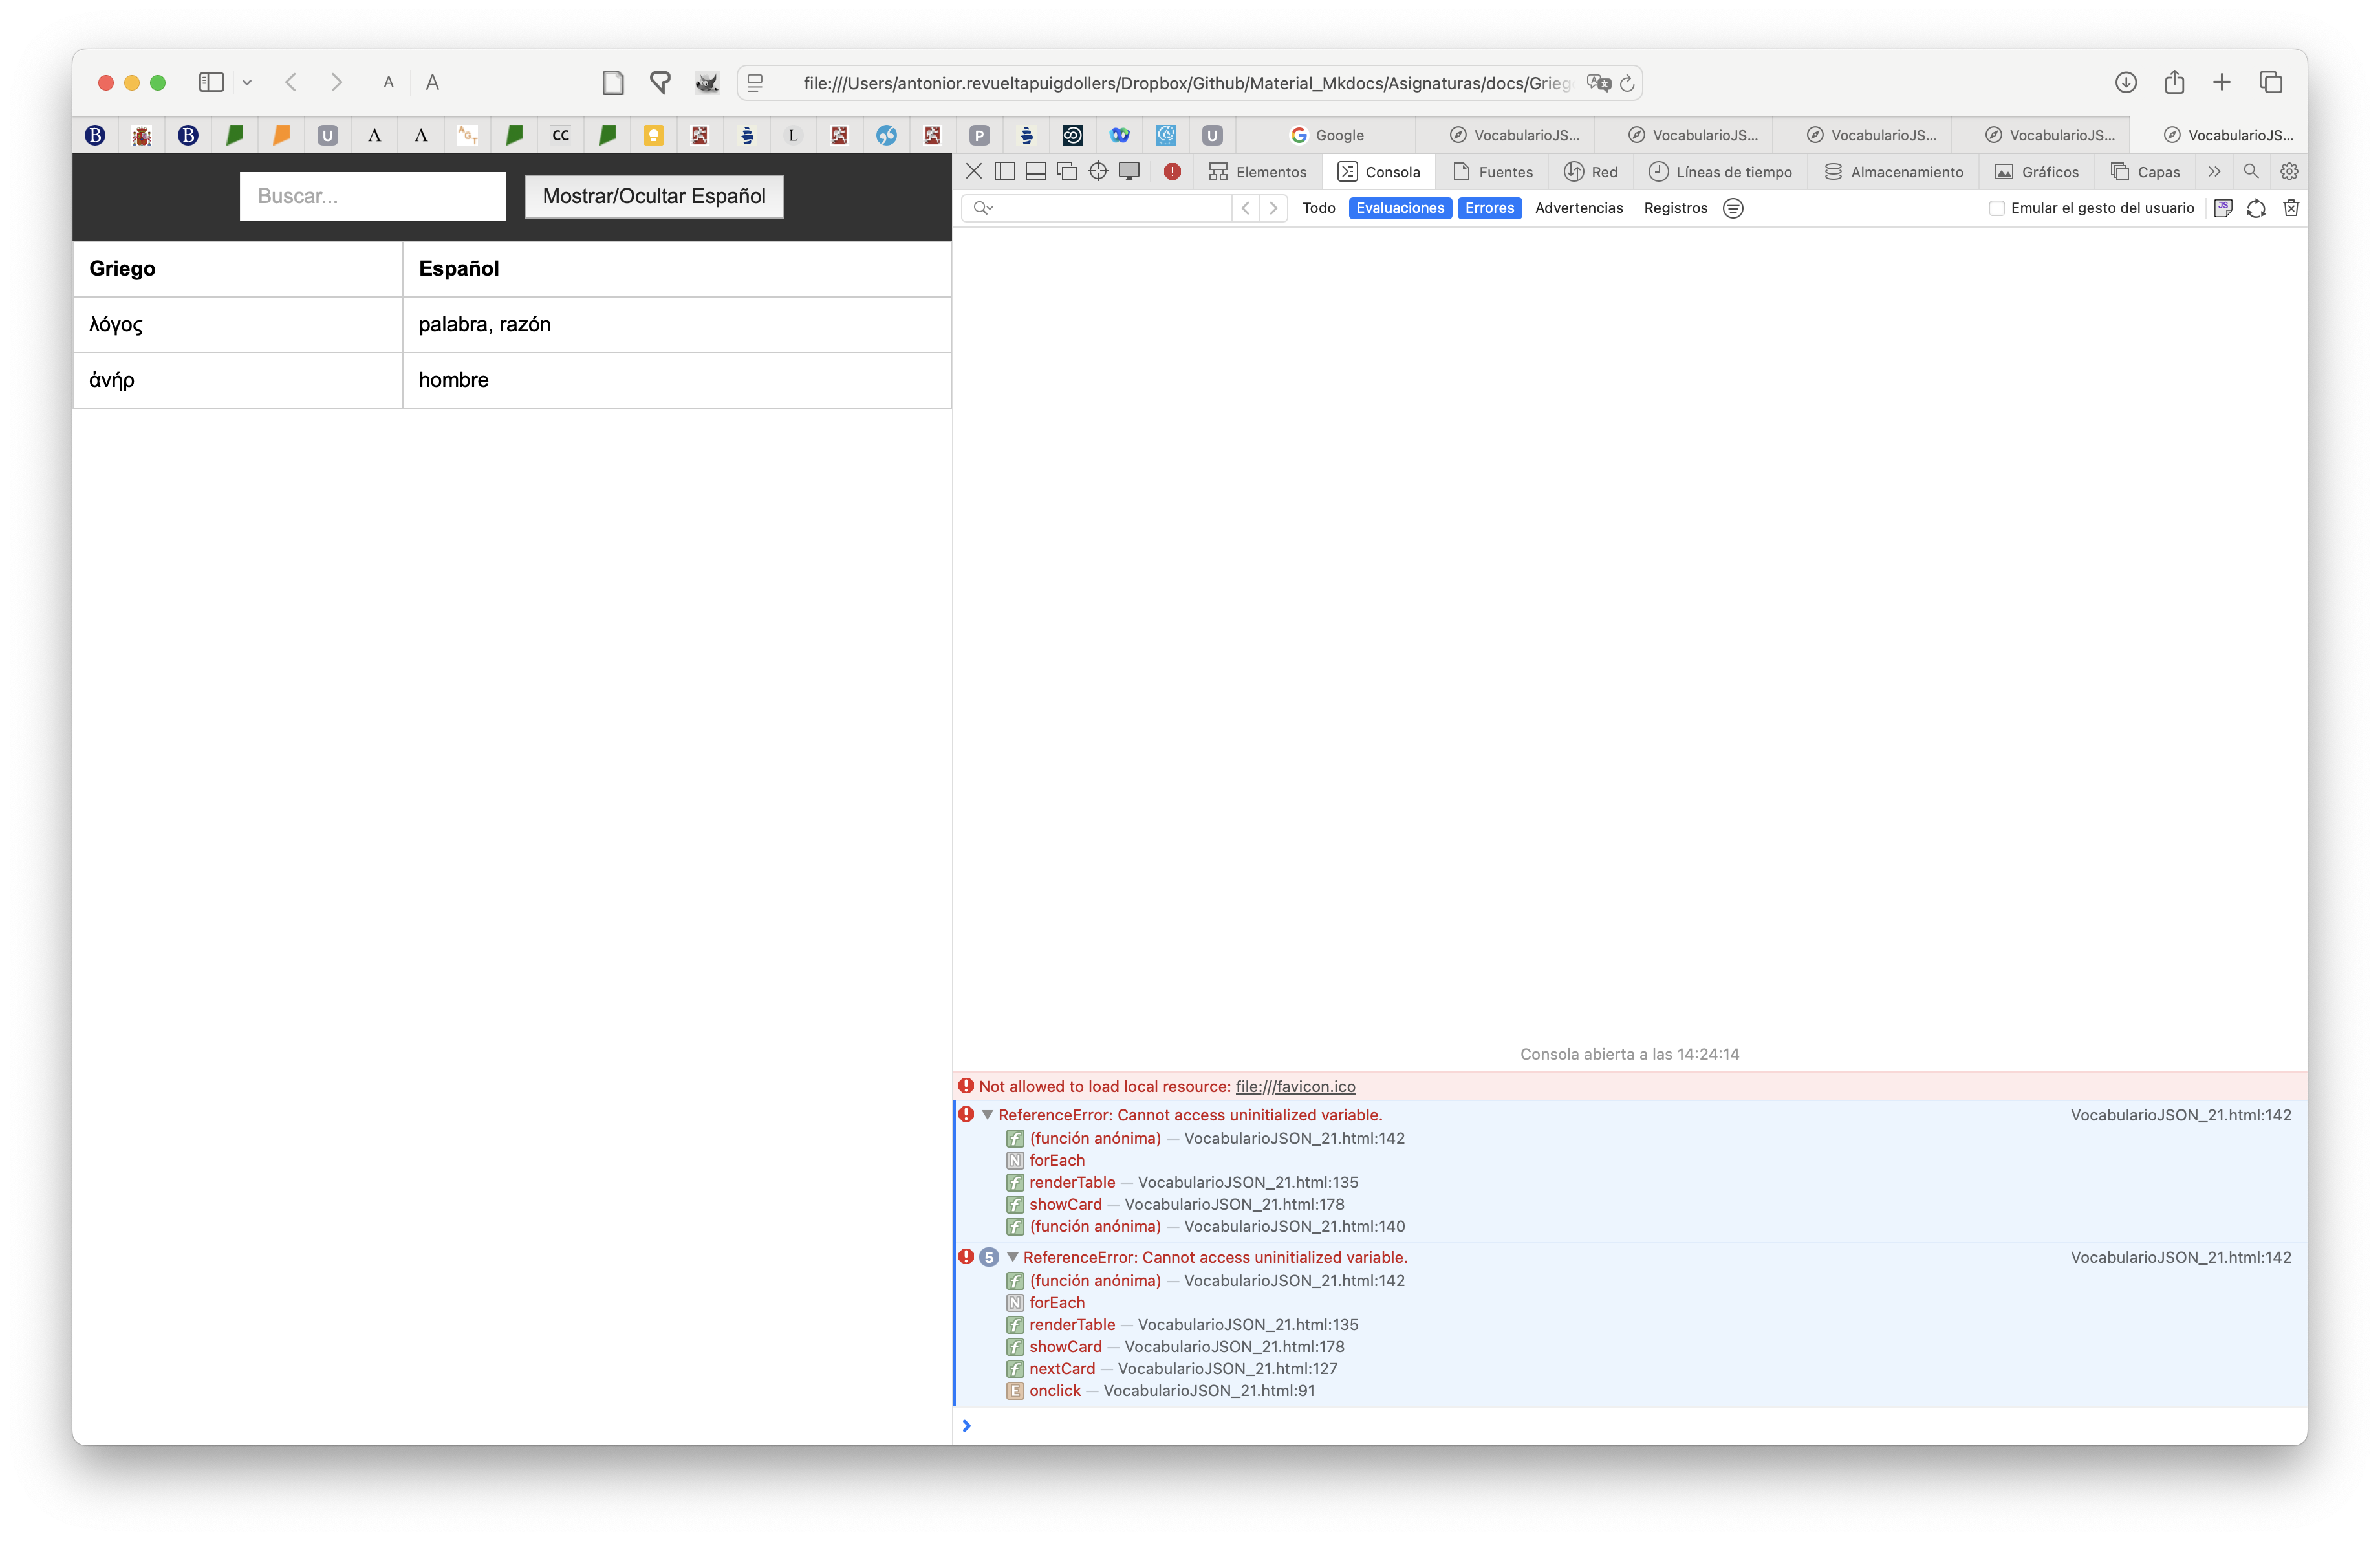 A A file:///Users/antonior.revueltapuigdollers/Dropbox/Github/Material_Mkdocs/Asignaturas/docs/Grieg
B B U Λ Λ AGT CC L P U Google VocabularioJS... VocabularioJS... VocabularioJS... VocabularioJS... VocabularioJS...
Buscar... Mostrar/Ocultar Español
Griego Español
λόγος palabra, razón
ἀνήρ hombre
Elementos Consola Fuentes Red Líneas de tiempo Almacenamiento Gráficos Capas
Todo Evaluaciones Errores Advertencias Registros Emular el gesto del usuario JS
Consola abierta a las 14:24:14
Not allowed to load local resource: file:///favicon.ico
ReferenceError: Cannot access uninitialized variable. VocabularioJSON_21.html:142
f (función anónima) — VocabularioJSON_21.html:142
N forEach
f renderTable — VocabularioJSON_21.html:135
f showCard — VocabularioJSON_21.html:178
f (función anónima) — VocabularioJSON_21.html:140
5 ReferenceError: Cannot access uninitialized variable. VocabularioJSON_21.html:142
f (función anónima) — VocabularioJSON_21.html:142
N forEach
f renderTable — VocabularioJSON_21.html:135
f showCard — VocabularioJSON_21.html:178
f nextCard — VocabularioJSON_21.html:127
E onclick — VocabularioJSON_21.html:91